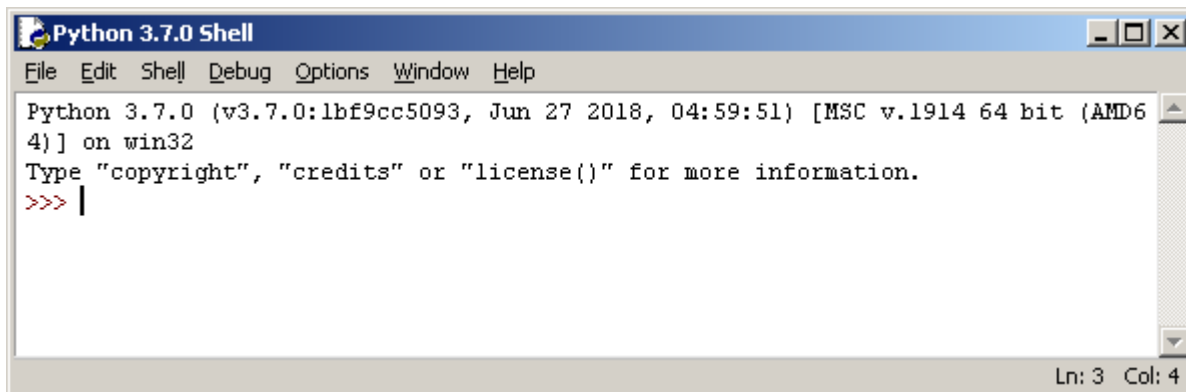 Python 3.7.0 Shell
File Edit Shell Debug Options Window Help
Python 3.7.0 (v3.7.0:1bf9cc5093, Jun 27 2018, 04:59:51) [MSC v.1914 64 bit (AMD6
4)] on win32
Type "copyright", "credits" or "license()" for more information.
>>>
Ln: 3 Col: 4